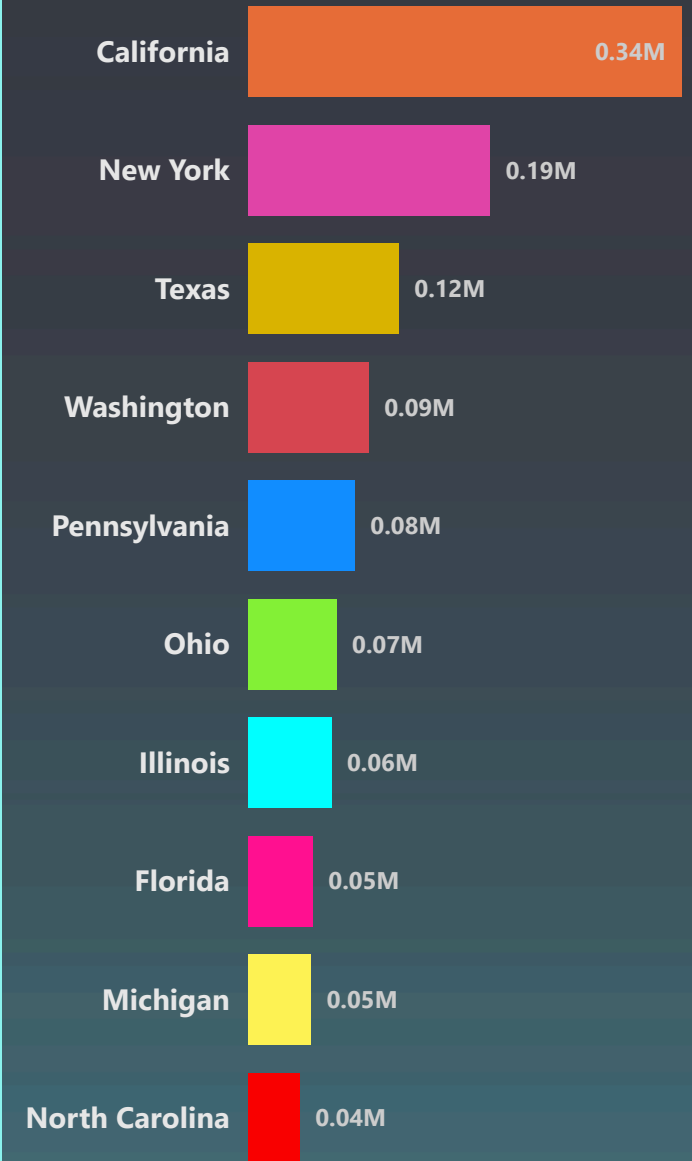 California 0.34M
New York 0.19M
Texas 0.12M
Washington 0.09M
Pennsylvania 0.08M
Ohio 0.07M
Illinois 0.06M
Florida 0.05M
Michigan 0.05M
North Carolina 0.04M